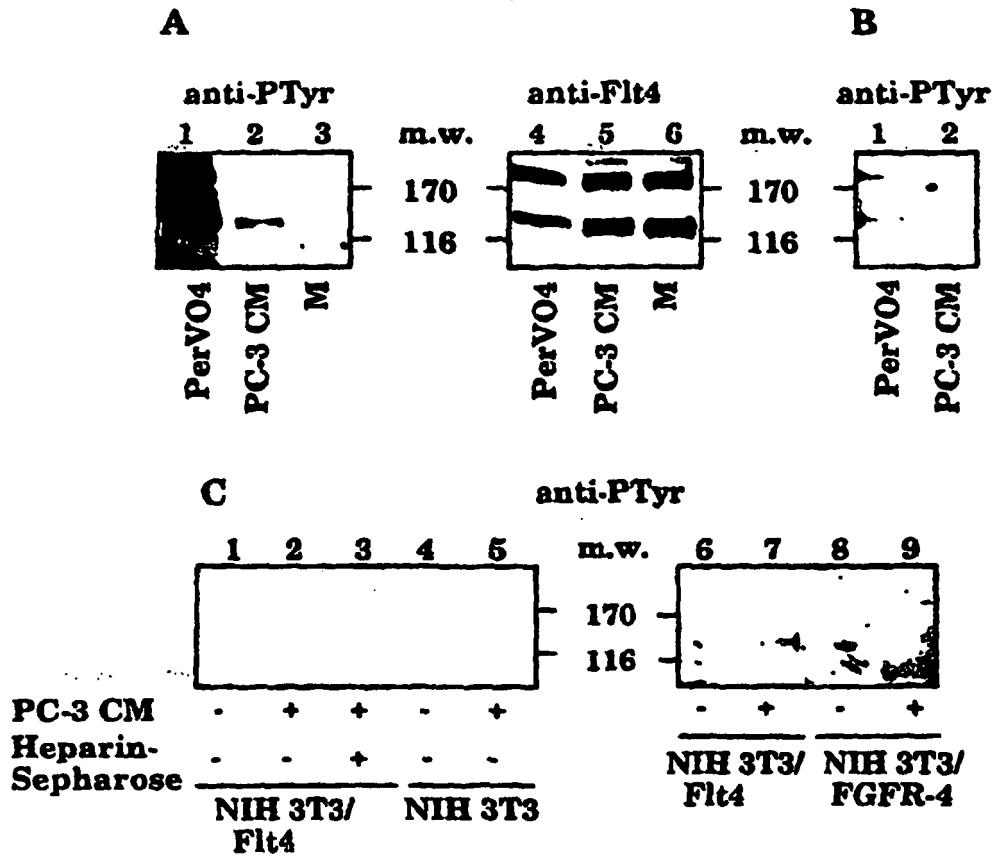 A
B
anti-PTyr
anti-Flt4
anti-PTyr
1 2 3 m.w. 4 5 6 m.w. 1 2
170 170
116 116
PerVO4 PC-3 CM M PerVO4 PC-3 CM M PerVO4 PC-3 CM
C
anti-PTyr
1 2 3 4 5 m.w. 6 7 8 9
170
116
PC-3 CM - + + - + - + - +
Heparin-
Sepharose - - + - -
NIH 3T3/
Flt4
NIH 3T3
NIH 3T3/
Flt4
NIH 3T3/
FGFR-4